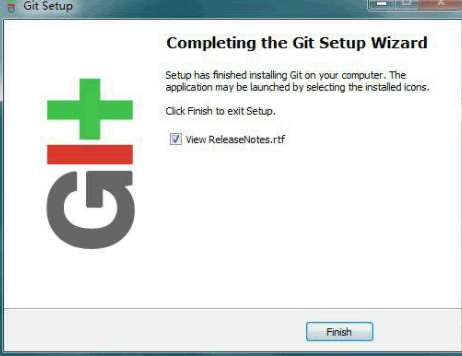 Git Setup
Completing the Git Setup Wizard
Setup has finished installing Git on your computer. The
application may be launched by selecting the installed icons.
Click Finish to exit Setup.
View ReleaseNotes.rtf
Git
Finish